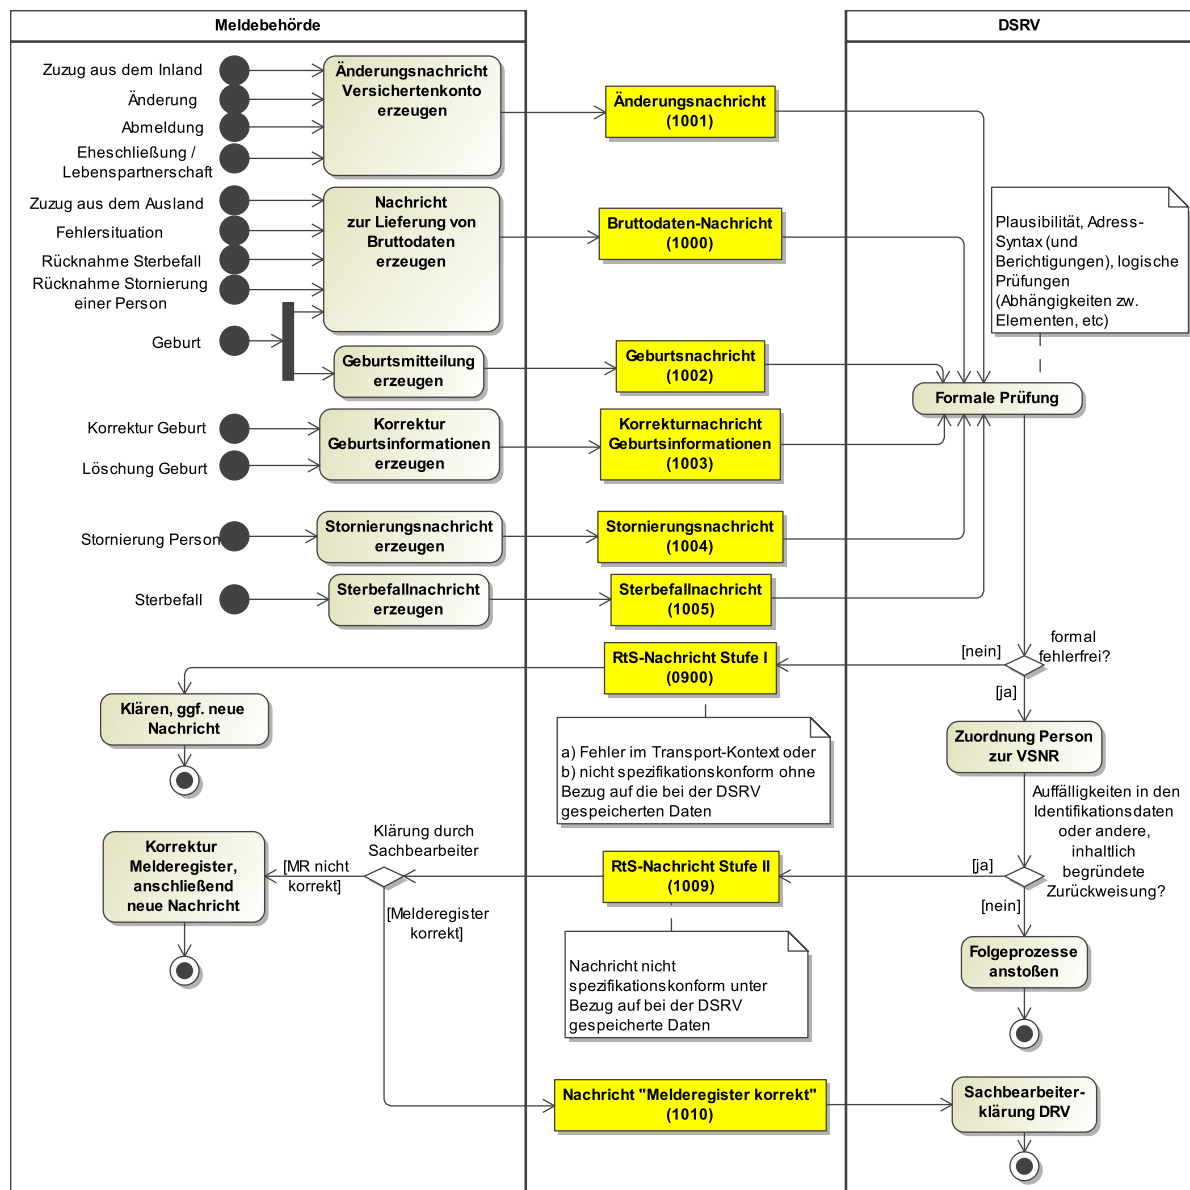 Meldebehörde
DSRV
Zuzug aus dem Inland
Änderung
Abmeldung
Eheschließung /
Lebenspartnerschaft
Änderungsnachricht
Versichertenkonto
erzeugen
Änderungsnachricht
(1001)
Zuzug aus dem Ausland
Fehlersituation
Rücknahme Sterbefall
Rücknahme Stornierung
einer Person
Geburt
Nachricht
zur Lieferung von
Bruttodaten
erzeugen
Bruttodaten-Nachricht
(1000)
Plausibilität, Adress-
Syntax (und
Berichtigungen), logische
Prüfungen
(Abhängigkeiten zw.
Elementen, etc)
Geburtsmitteilung
erzeugen
Geburtsnachricht
(1002)
Formale Prüfung
Korrektur Geburt
Löschung Geburt
Korrektur
Geburtsinformationen
erzeugen
Korrekturnachricht
Geburtsinformationen
(1003)
Stornierung Person
Stornierungsnachricht
erzeugen
Stornierungsnachricht
(1004)
Sterbefall
Sterbefallnachricht
erzeugen
Sterbefallnachricht
(1005)
formal
fehlerfrei?
[nein]
[ja]
RtS-Nachricht Stufe I
(0900)
Klären, ggf. neue
Nachricht
a) Fehler im Transport-Kontext oder
b) nicht spezifikationskonform ohne
Bezug auf die bei der DSRV
gespeicherten Daten
Zuordnung Person
zur VSNR
Auffälligkeiten in den
Identifikationsdaten
oder andere,
inhaltlich
begründete
Zurückweisung?
[ja]
[nein]
RtS-Nachricht Stufe II
(1009)
Klärung durch
Sachbearbeiter
[MR nicht
korrekt]
[Melderegister
korrekt]
Korrektur
Melderegister,
anschließend
neue Nachricht
Nachricht nicht
spezifikationskonform unter
Bezug auf bei der DSRV
gespeicherte Daten
Folgeprozesse
anstoßen
Nachricht "Melderegister korrekt"
(1010)
Sachbearbeiter-
klärung DRV